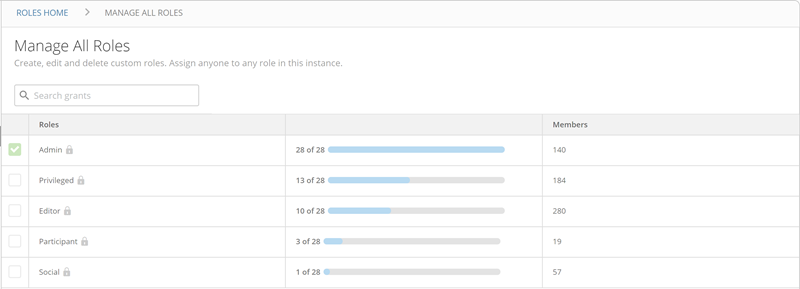 ROLES HOME > MANAGE ALL ROLES
Manage All Roles
Create, edit and delete custom roles. Assign anyone to any role in this instance.
Search grants
Roles Members
Admin 28 of 28 140
Privileged 13 of 28 184
Editor 10 of 28 280
Participant 3 of 28 19
Social 1 of 28 57